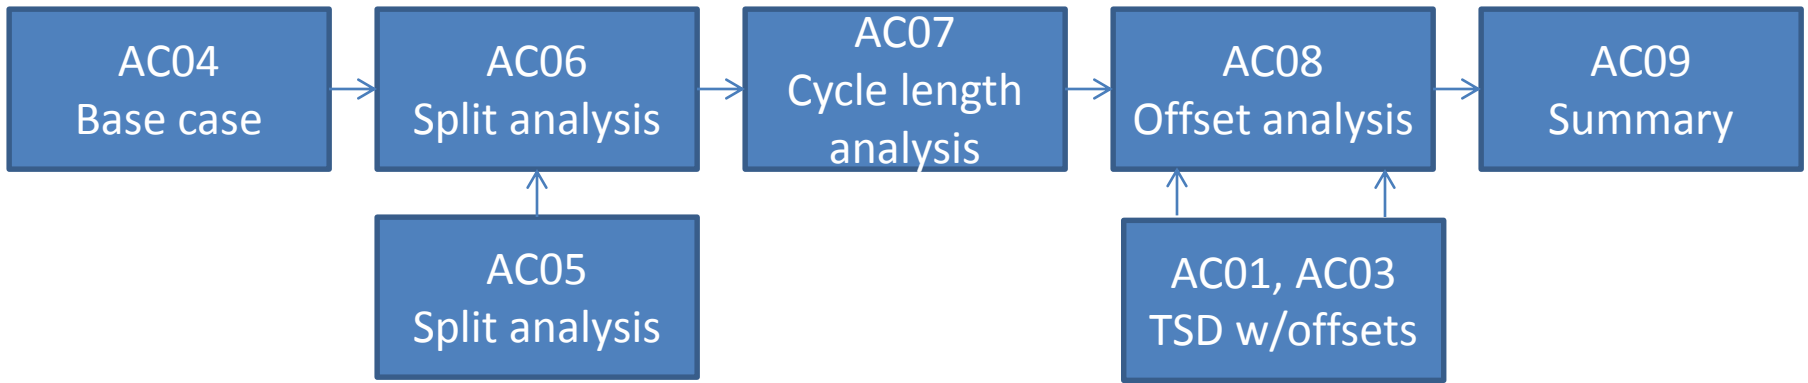 AC04
Base case
AC06
Split analysis
AC07
Cycle length
analysis
AC08
Offset analysis
AC09
Summary
AC05
Split analysis
AC01, AC03
TSD w/offsets